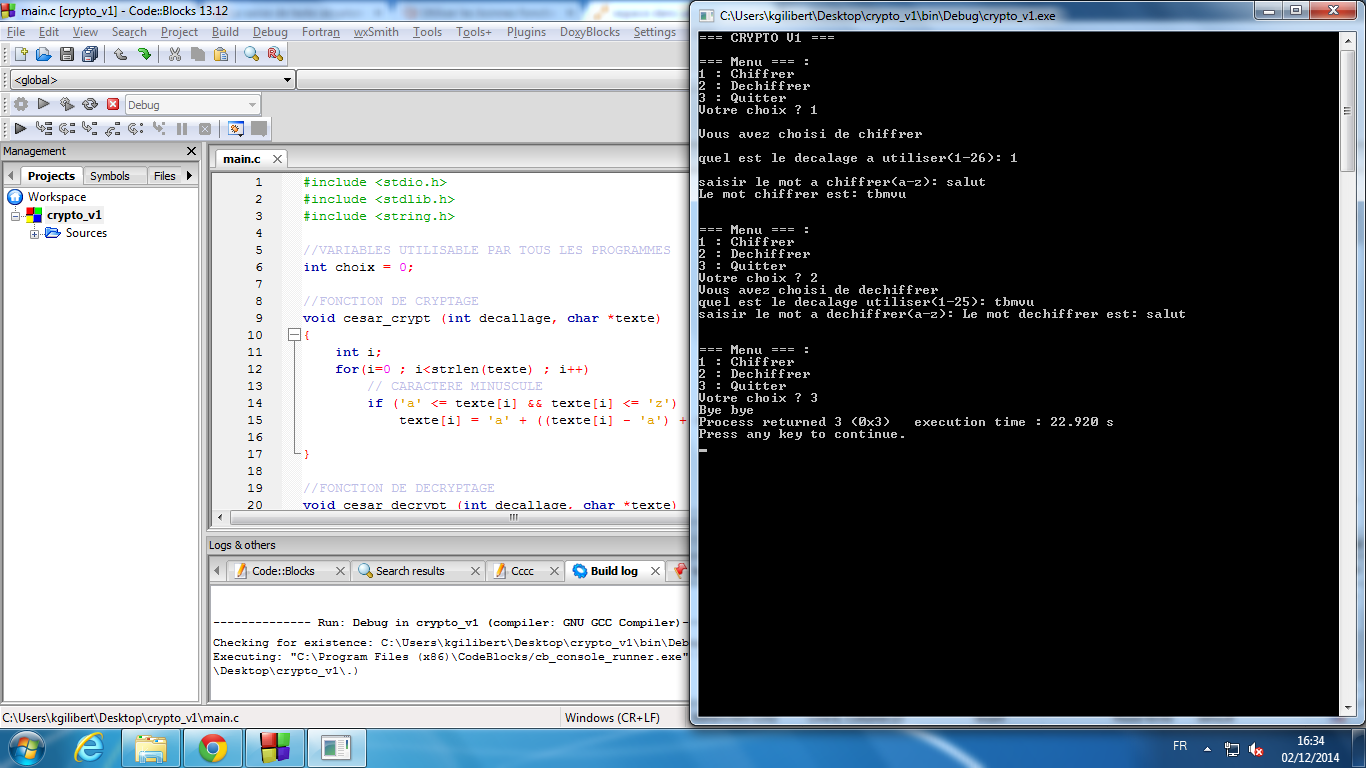 main.c [crypto_v1] - Code::Blocks 13.12
File Edit View Search Project Build Debug Fortran wxSmith Tools Tools+ Plugins DoxyBlocks Settings
<global>
Debug
Management
Projects Symbols Files
Workspace
crypto_v1
Sources
main.c
1 #include <stdio.h>
2 #include <stdlib.h>
3 #include <string.h>
4
5 //VARIABLES UTILISABLE PAR TOUS LES PROGRAMMES
6 int choix = 0;
7
8 //FONCTION DE CRYPTAGE
9 void cesar_crypt (int decallage, char *texte)
10 {
11 int i;
12 for(i=0 ; i<strlen(texte) ; i++)
13 // CARACTERE MINUSCULE
14 if ('a' <= texte[i] && texte[i] <= 'z')
15 texte[i] = 'a' + ((texte[i] - 'a') +
16
17 }
18
19 //FONCTION DE DECRYPTAGE
20 void cesar_decrypt (int decallage, char *texte)
Logs & others
Code::Blocks Search results Cccc Build log
-------------- Run: Debug in crypto_v1 (compiler: GNU GCC Compiler)-
Checking for existence: C:\Users\kgilibert\Desktop\crypto_v1\bin\Deb
Executing: "C:\Program Files (x86)\CodeBlocks/cb_console_runner.exe"
\Desktop\crypto_v1\.)
C:\Users\kgilibert\Desktop\crypto_v1\main.c Windows (CR+LF)
C:\Users\kgilibert\Desktop\crypto_v1\bin\Debug\crypto_v1.exe
=== CRYPTO V1 ===
=== Menu === :
1 : Chiffrer
2 : Dechiffrer
3 : Quitter
Votre choix ? 1
Vous avez choisi de chiffrer
quel est le decalage a utiliser(1-26): 1
saisir le mot a chiffrer(a-z): salut
Le mot chiffrer est: tbmvu
=== Menu === :
1 : Chiffrer
2 : Dechiffrer
3 : Quitter
Votre choix ? 2
Vous avez choisi de dechiffrer
quel est le decalage utiliser(1-25): tbmvu
saisir le mot a dechiffrer(a-z): Le mot dechiffrer est: salut
=== Menu === :
1 : Chiffrer
2 : Dechiffrer
3 : Quitter
Votre choix ? 3
Bye bye
Process returned 3 (0x3) execution time : 22.920 s
Press any key to continue.
FR
16:34
02/12/2014